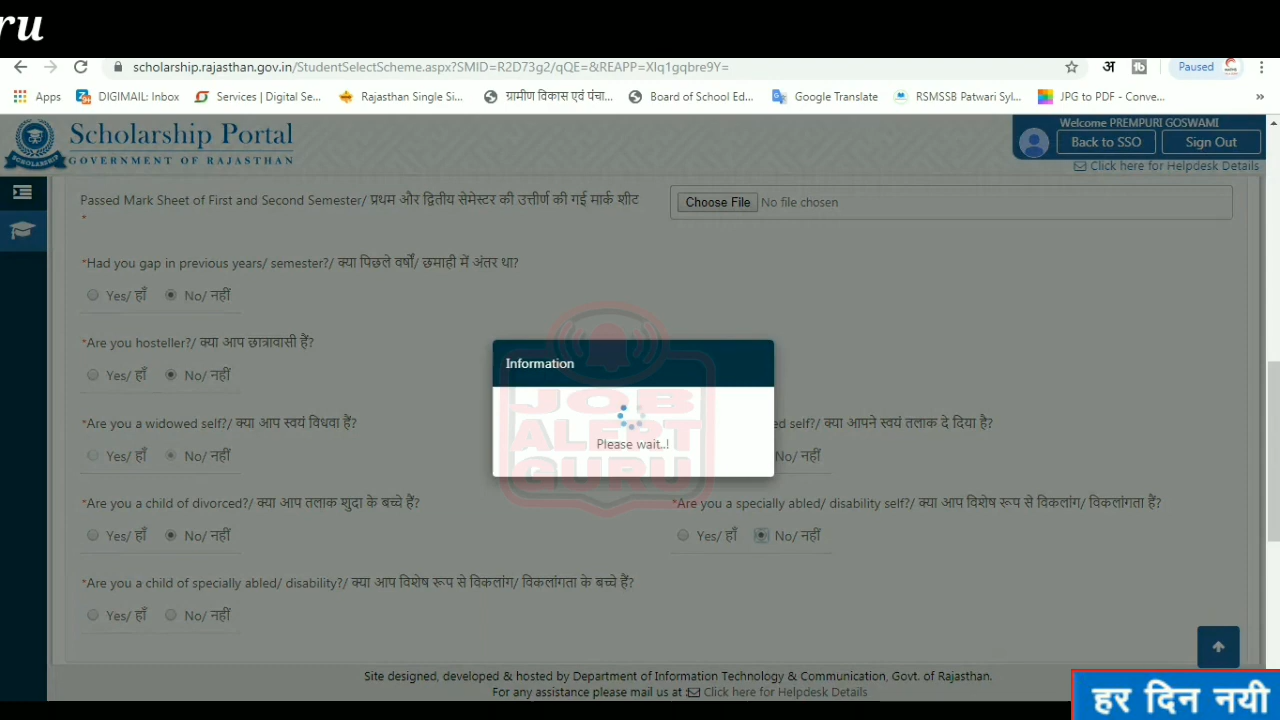 ru
scholarship.rajasthan.gov.in/StudentSelectScheme.aspx?SMID=R2D73g2/qQE=&REAPP=XIq1gqbre9Y=
अ
Paused
Apps DIGIMAIL: Inbox Services | Digital Se... Rajasthan Single Si... ग्रामीण विकास एवं पंचा... Board of School Ed... Google Translate RSMSSB Patwari Syl... JPG to PDF - Conve... »
Scholarship Portal
GOVERNMENT OF RAJASTHAN
SCHOLARSHIP
Welcome PREMPURI GOSWAMI
Back to SSO Sign Out
Click here for Helpdesk Details
Passed Mark Sheet of First and Second Semester/ प्रथम और द्वितीय सेमेस्टर की उत्तीर्ण की गई मार्क शीट
*
Choose File No file chosen
*Had you gap in previous years/ semester?/ क्या पिछले वर्षों/ छमाही में अंतर था?
Yes/ हाँ No/ नहीं
*Are you hosteller?/ क्या आप छात्रावासी हैं?
Yes/ हाँ No/ नहीं
Information
Please wait..!
JOB
ALERT
GURU
*Are you a widowed self?/ क्या आप स्वयं विधवा हैं? ed self?/ क्या आपने स्वयं तलाक दे दिया है?
Yes/ हाँ No/ नहीं No/ नहीं
*Are you a child of divorced?/ क्या आप तलाक शुदा के बच्चे हैं? *Are you a specially abled/ disability self?/ क्या आप विशेष रूप से विकलांग/ विकलांगता हैं?
Yes/ हाँ No/ नहीं Yes/ हाँ No/ नहीं
*Are you a child of specially abled/ disability?/ क्या आप विशेष रूप से विकलांग/ विकलांगता के बच्चे हैं?
Yes/ हाँ No/ नहीं
Site designed, developed & hosted by Department of Information Technology & Communication, Govt. of Rajasthan.
For any assistance please mail us at : Click here for Helpdesk Details
हर दिन नयी